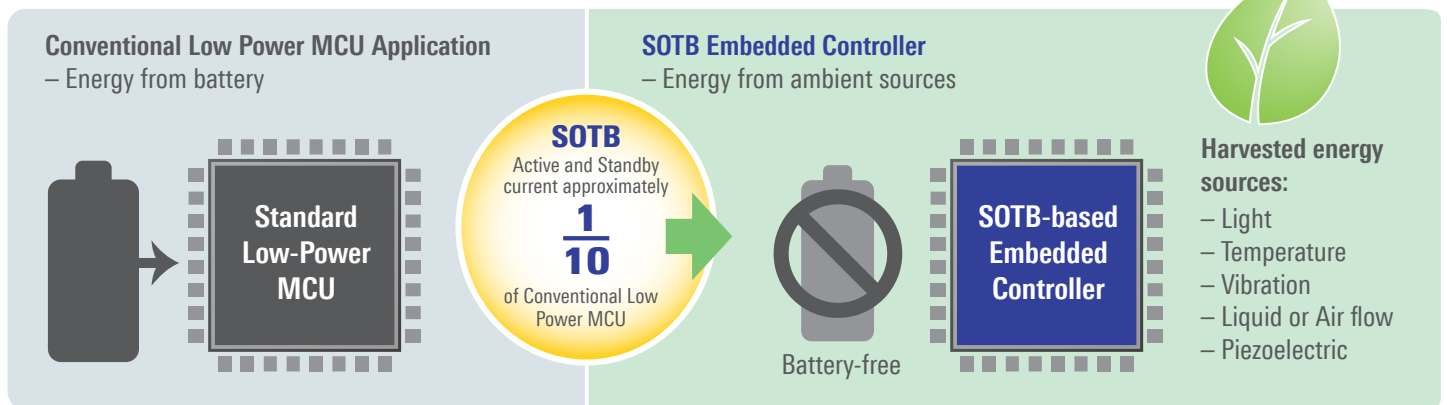 Conventional Low Power MCU Application
– Energy from battery
Standard
Low-Power
MCU
SOTB
Active and Standby
current approximately
1
10
of Conventional Low
Power MCU
SOTB Embedded Controller
– Energy from ambient sources
Battery-free
SOTB-based
Embedded
Controller
Harvested energy
sources:
– Light
– Temperature
– Vibration
– Liquid or Air flow
– Piezoelectric